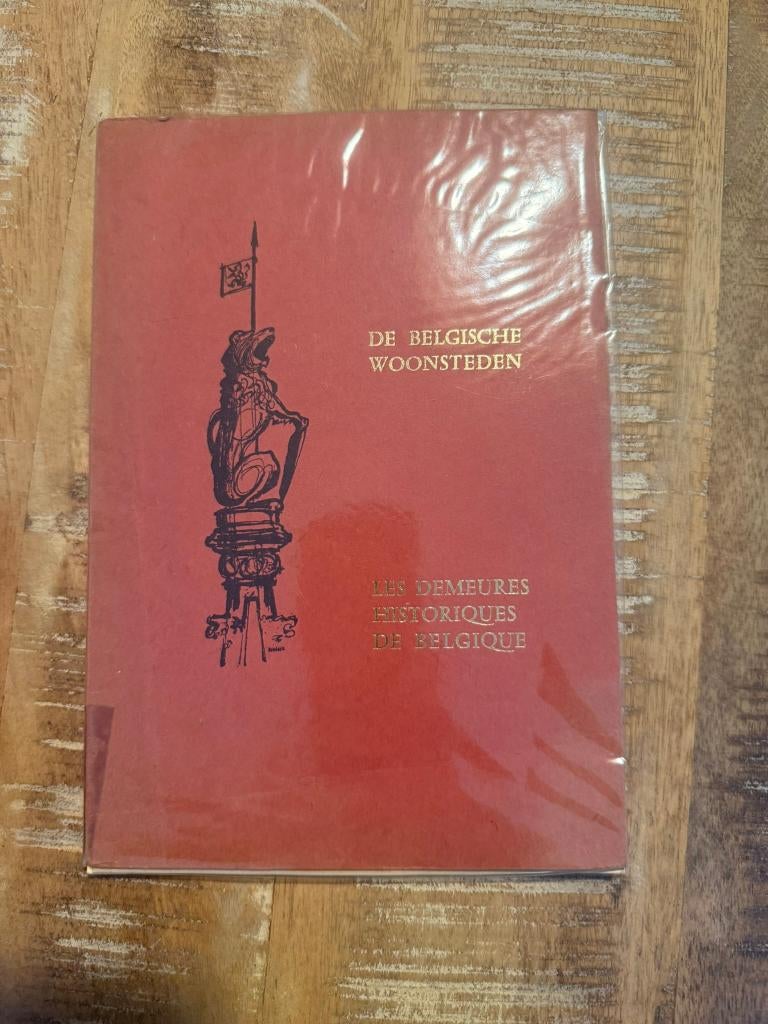 DE BELGISCHE
WOONSTEDEN
LES DEMEURES
HISTORIQUES
DE BELGIQUE